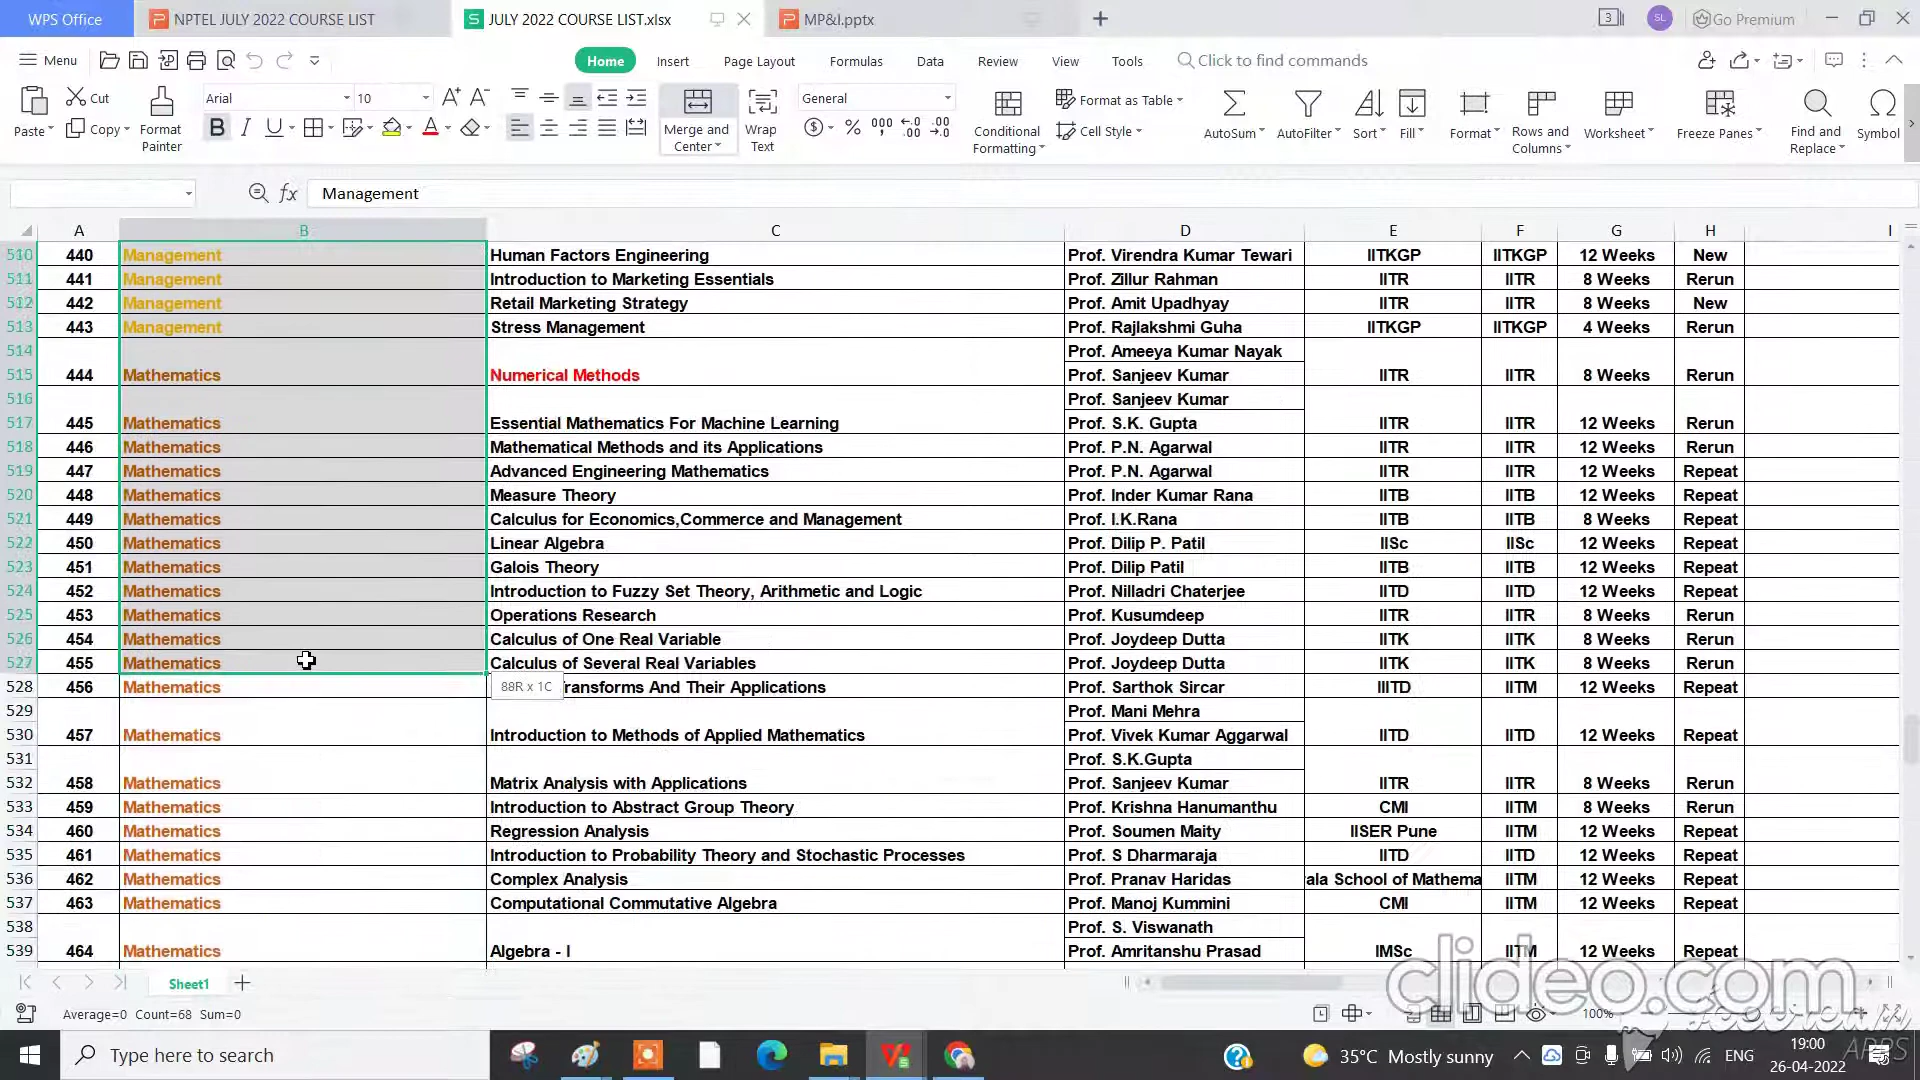 WPS Office NPTEL JULY 2022 COURSE LIST JULY 2022 COURSE LIST.xlsx MP&I.pptx 3 SL Go Premium
Menu Home Insert Page Layout Formulas Data Review View Tools Click to find commands
Paste Cut Copy Format Painter Arial 10 Merge and Center Wrap Text General Conditional Formatting Format as Table Cell Style AutoSum AutoFilter Sort Fill Format Rows and Columns Worksheet Freeze Panes Find and Replace Symbol
Management
A B C D E F G H I
510 440 Management Human Factors Engineering Prof. Virendra Kumar Tewari IITKGP IITKGP 12 Weeks New
511 441 Management Introduction to Marketing Essentials Prof. Zillur Rahman IITR IITR 8 Weeks Rerun
512 442 Management Retail Marketing Strategy Prof. Amit Upadhyay IITR IITR 8 Weeks New
513 443 Management Stress Management Prof. Rajlakshmi Guha IITKGP IITKGP 4 Weeks Rerun
514 Prof. Ameeya Kumar Nayak
515 444 Mathematics Numerical Methods Prof. Sanjeev Kumar IITR IITR 8 Weeks Rerun
516 Prof. Sanjeev Kumar
517 445 Mathematics Essential Mathematics For Machine Learning Prof. S.K. Gupta IITR IITR 12 Weeks Rerun
518 446 Mathematics Mathematical Methods and its Applications Prof. P.N. Agarwal IITR IITR 12 Weeks Rerun
519 447 Mathematics Advanced Engineering Mathematics Prof. P.N. Agarwal IITR IITR 12 Weeks Repeat
520 448 Mathematics Measure Theory Prof. Inder Kumar Rana IITB IITB 12 Weeks Repeat
521 449 Mathematics Calculus for Economics,Commerce and Management Prof. I.K.Rana IITB IITB 8 Weeks Repeat
522 450 Mathematics Linear Algebra Prof. Dilip P. Patil IISc IISc 12 Weeks Repeat
523 451 Mathematics Galois Theory Prof. Dilip Patil IITB IITB 12 Weeks Repeat
524 452 Mathematics Introduction to Fuzzy Set Theory, Arithmetic and Logic Prof. Nilladri Chaterjee IITD IITD 12 Weeks Repeat
525 453 Mathematics Operations Research Prof. Kusumdeep IITR IITR 8 Weeks Rerun
526 454 Mathematics Calculus of One Real Variable Prof. Joydeep Dutta IITK IITK 8 Weeks Rerun
527 455 Mathematics Calculus of Several Real Variables Prof. Joydeep Dutta IITK IITK 8 Weeks Rerun
528 456 Mathematics 88R x 1C Transforms And Their Applications Prof. Sarthok Sircar IIITD IITM 12 Weeks Repeat
529 Prof. Mani Mehra
530 457 Mathematics Introduction to Methods of Applied Mathematics Prof. Vivek Kumar Aggarwal IITD IITD 12 Weeks Repeat
531 Prof. S.K.Gupta
532 458 Mathematics Matrix Analysis with Applications Prof. Sanjeev Kumar IITR IITR 8 Weeks Rerun
533 459 Mathematics Introduction to Abstract Group Theory Prof. Krishna Hanumanthu CMI IITM 8 Weeks Rerun
534 460 Mathematics Regression Analysis Prof. Soumen Maity IISER Pune IITM 12 Weeks Repeat
535 461 Mathematics Introduction to Probability Theory and Stochastic Processes Prof. S Dharmaraja IITD IITD 12 Weeks Repeat
536 462 Mathematics Complex Analysis Prof. Pranav Haridas rala School of Mathema IITM 12 Weeks Repeat
537 463 Mathematics Computational Commutative Algebra Prof. Manoj Kummini CMI IITM 12 Weeks Repeat
538 Prof. S. Viswanath
539 464 Mathematics Algebra - I Prof. Amritanshu Prasad IMSc IITM 12 Weeks Repeat
Sheet1
clideo.com
Average=0 Count=68 Sum=0 100%
Icecream APPS
Type here to search 35°C Mostly sunny ENG 19:00
26-04-2022